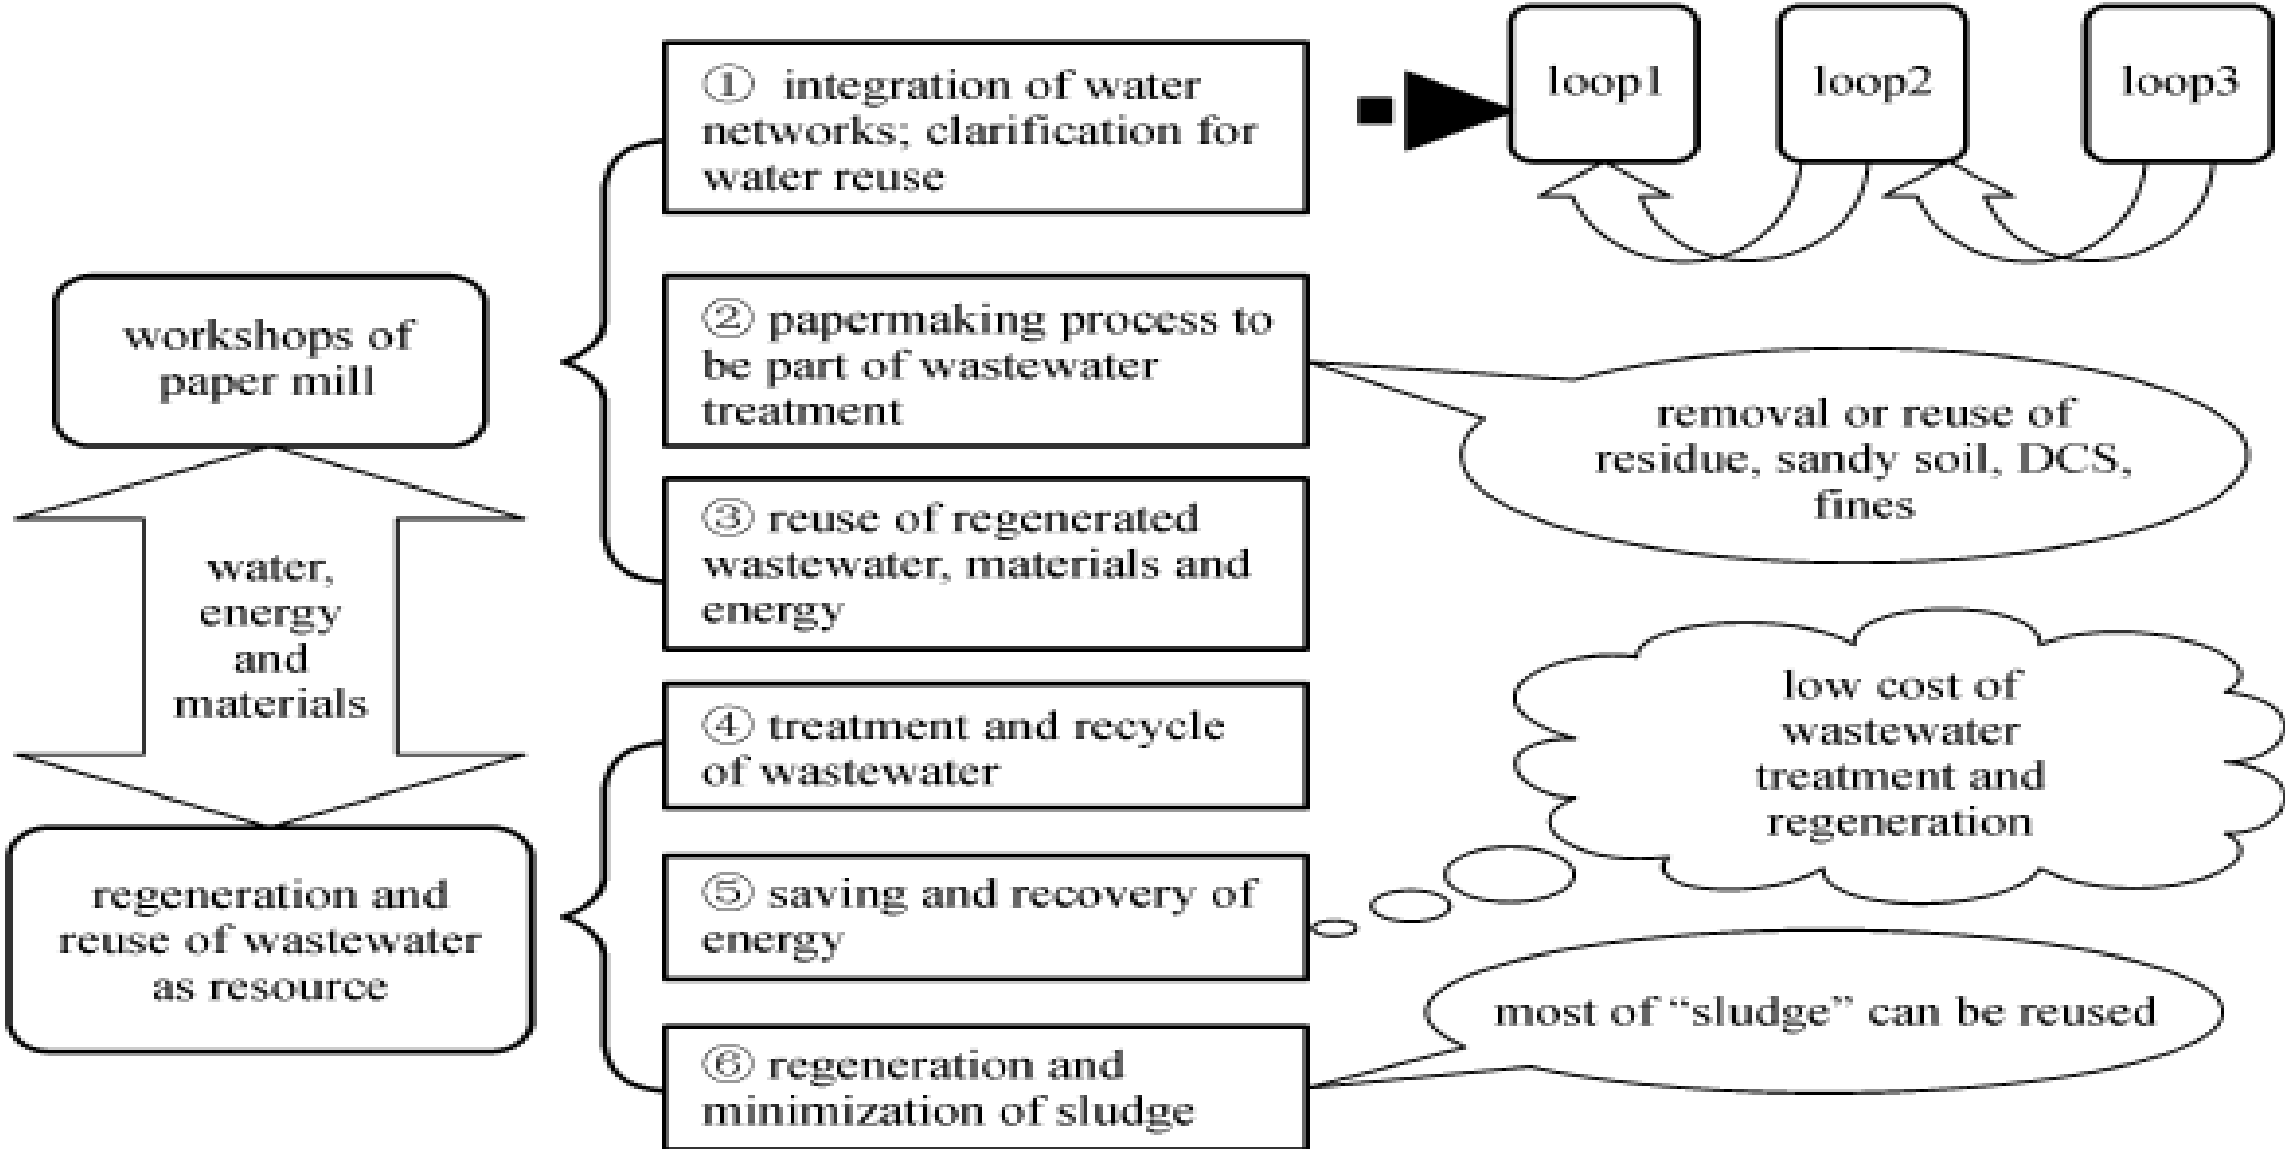 ① integration of water
networks; clarification for
water reuse
loop1
loop2
loop3
workshops of
paper mill
② papermaking process to
be part of wastewater
treatment
removal or reuse of
residue, sandy soil, DCS,
fines
③ reuse of regenerated
wastewater, materials and
energy
water,
energy
and
materials
④ treatment and recycle
of wastewater
low cost of
wastewater
treatment and
regeneration
regeneration and
reuse of wastewater
as resource
⑤ saving and recovery of
energy
most of “sludge” can be reused
⑥ regeneration and
minimization of sludge